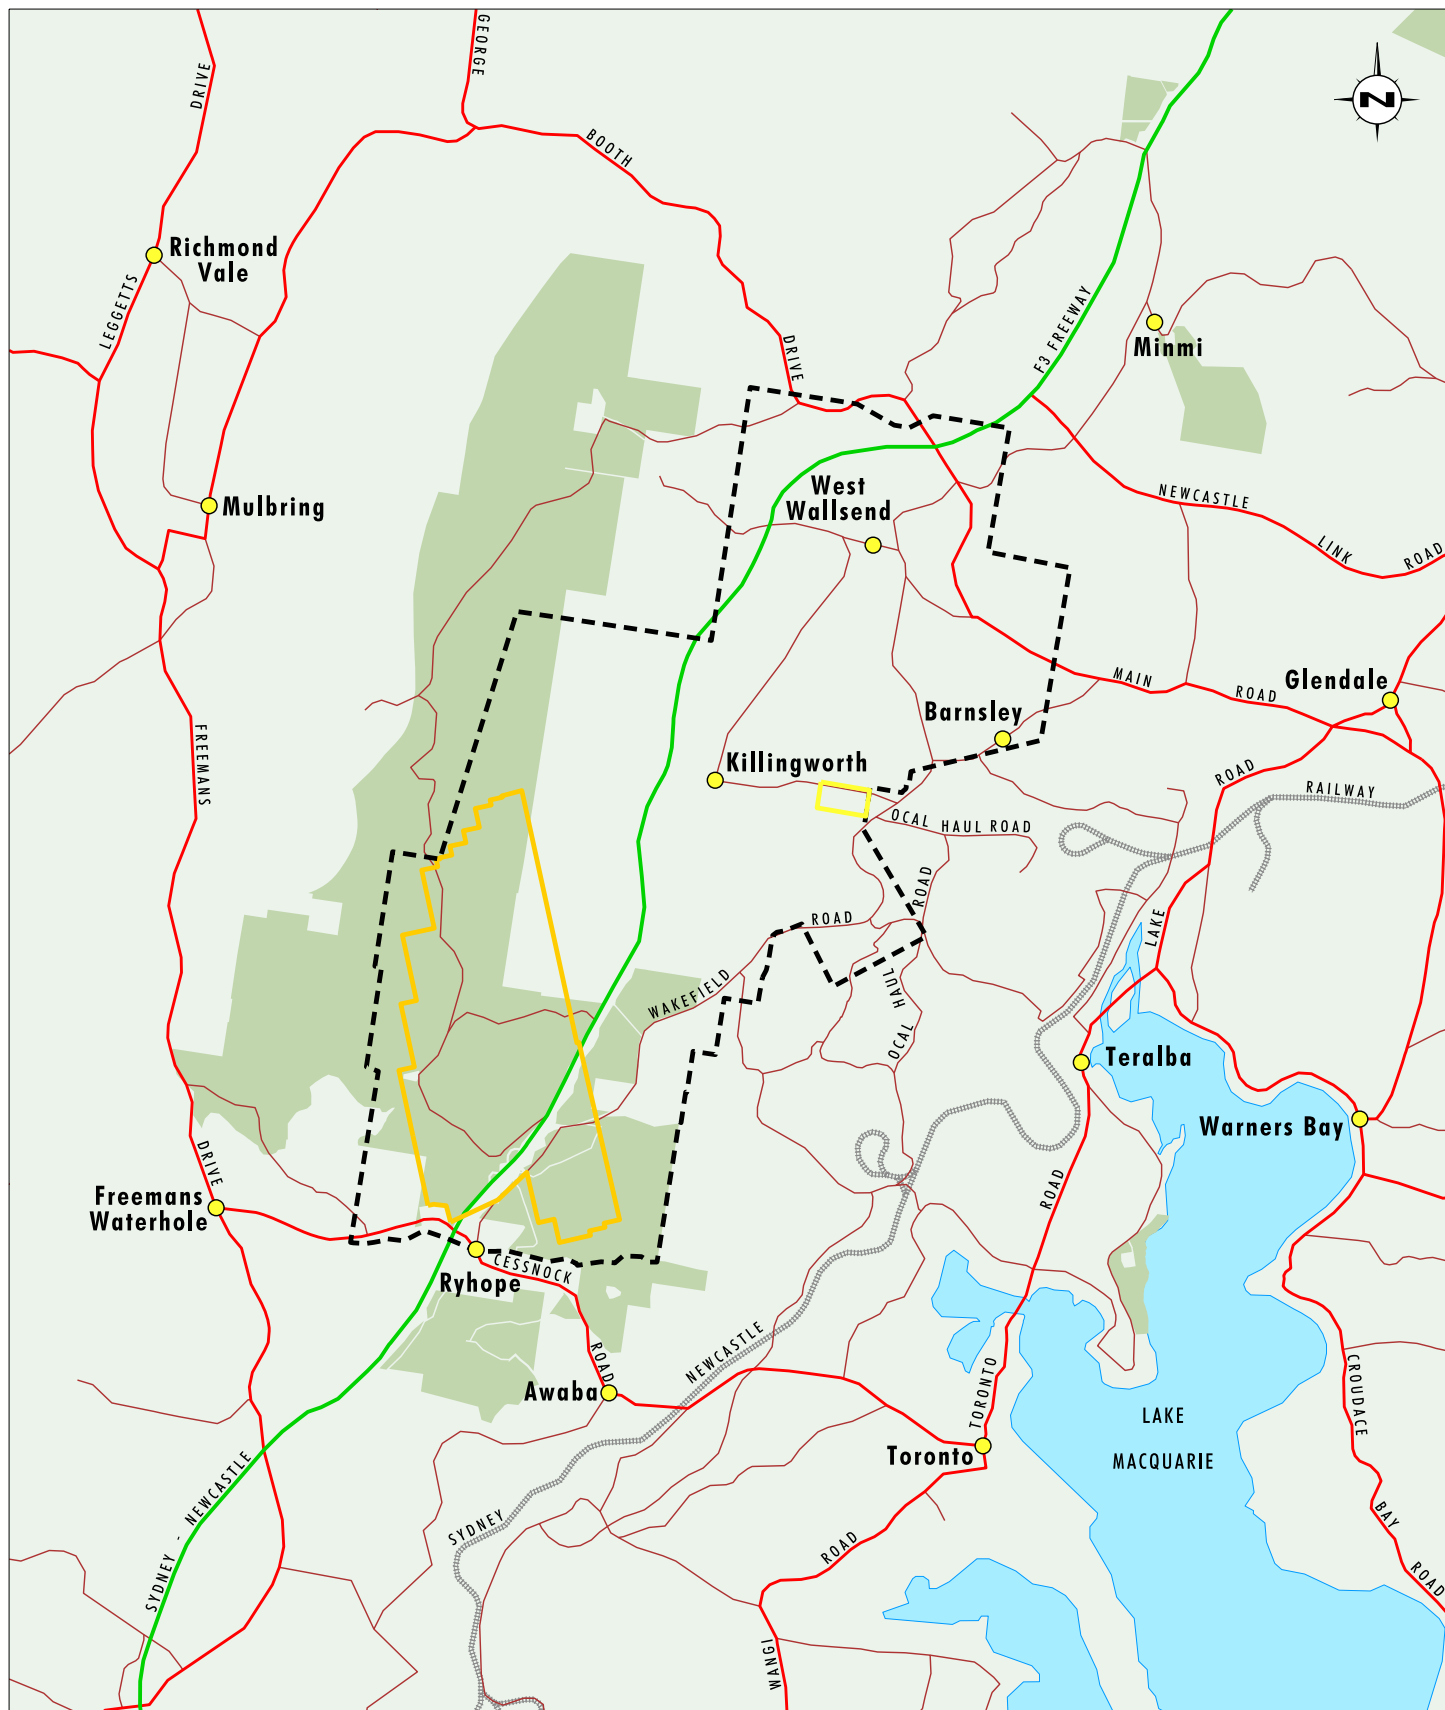 GEORGE
DRIVE
BOOTH
N
Richmond
Vale
LEGGETTS
F3 FREEWAY
DRIVE
Minmi
Mulbring
West
Wallsend
NEWCASTLE
LINK
ROAD
MAIN
ROAD
Glendale
FREEMANS
Barnsley
Killingworth
ROAD
RAILWAY
OCAL HAUL ROAD
ROAD
ROAD
LAKE
WAKEFIELD
HAUL
OCAL
Teralba
Warners Bay
DRIVE
Freemans
Waterhole
ROAD
Ryhope
CESSNOCK
NEWCASTLE
ROAD
Awaba
TORONTO
CROUDACE
LAKE
MACQUARIE
Toronto
SYDNEY - NEWCASTLE
SYDNEY
ROAD
BAY
ROAD
WANGI